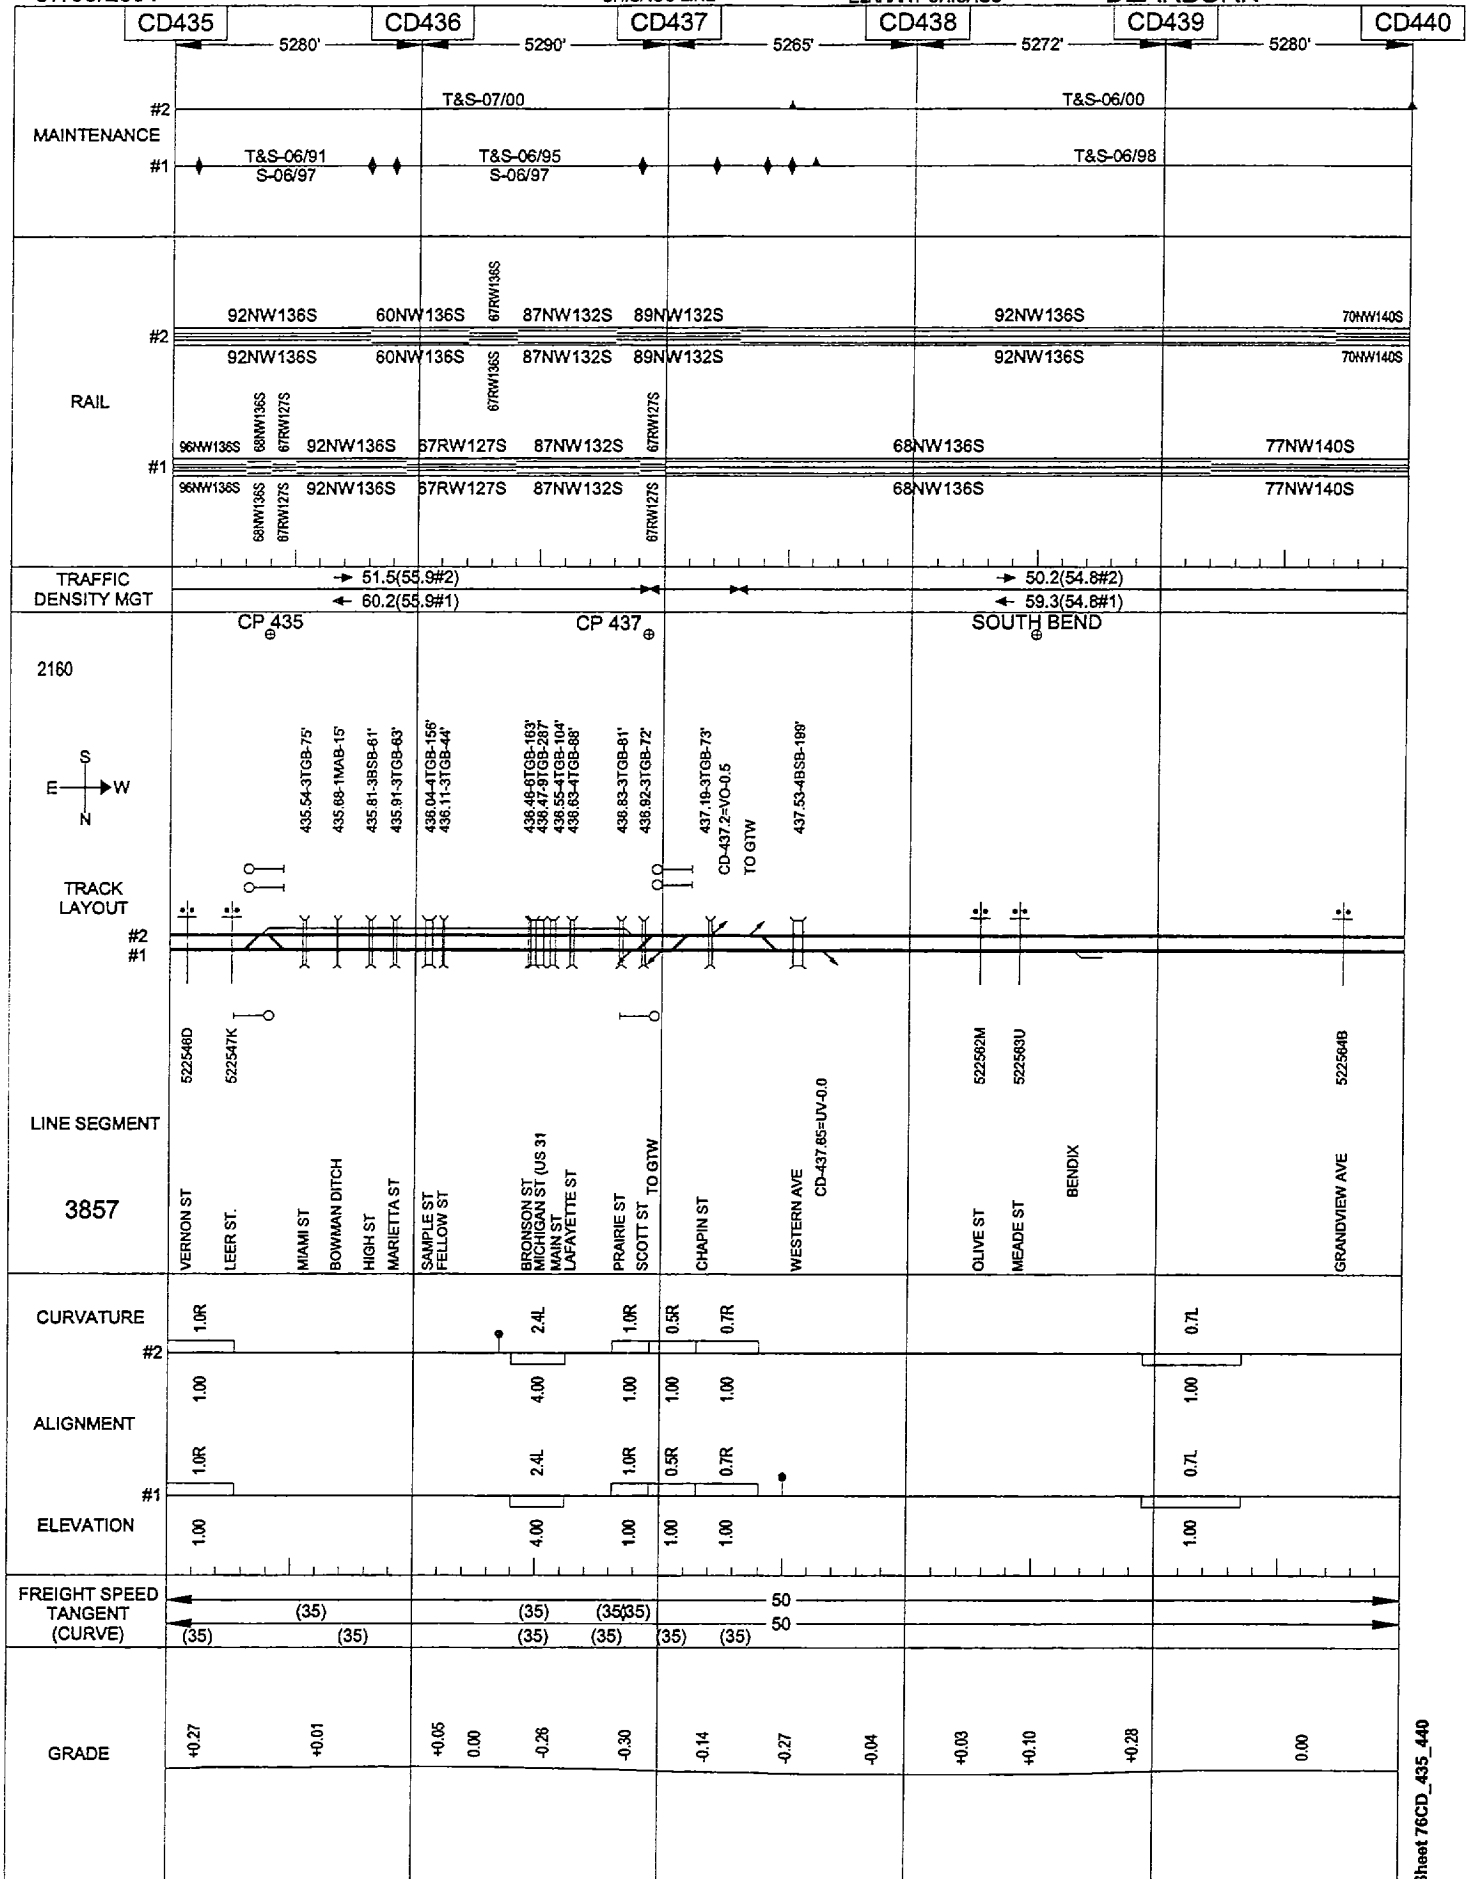 CD435 CD436 CD437 CD438 CD439 CD440
5280' 5290' 5265' 5272' 5280'
MAINTENANCE
#2 T&S-07/00 T&S-06/00
#1 T&S-06/91 T&S-06/95 T&S-06/98
S-06/97 S-06/97
RAIL
92NW136S 60NW136S 67RW136S 87NW132S 89NW132S 92NW136S 70NW140S
#2
92NW136S 60NW136S 67RW136S 87NW132S 89NW132S 92NW136S 70NW140S
96NW136S 68NW136S 67RW127S 92NW136S 67RW127S 87NW132S 67RW127S 68NW136S 77NW140S
#1
96NW136S 68NW136S 67RW127S 92NW136S 67RW127S 87NW132S 67RW127S 68NW136S 77NW140S
TRAFFIC
DENSITY MGT
→ 51.5(55.9#2) → 50.2(54.8#2)
← 60.2(55.9#1) ← 59.3(54.8#1)
CP 435 CP 437 SOUTH BEND
2160
S
E W
N
435.54-3TGB-75'
435.68-1MAB-15'
435.81-3BSB-61'
435.91-3TGB-63'
436.04-4TGB-156'
436.11-3TGB-44'
436.46-6TGB-163'
436.47-9TGB-287'
436.55-4TGB-104'
436.63-4TGB-88'
436.83-3TGB-81'
436.92-3TGB-72'
437.19-3TGB-73'
CD-437.2=VO-0.5
TO GTW
437.53-4BSB-199'
TRACK
LAYOUT
#2
#1
522546D
522547K
522562M
522563U
522564B
LINE SEGMENT
3857
VERNON ST
LEER ST.
MIAMI ST
BOWMAN DITCH
HIGH ST
MARIETTA ST
SAMPLE ST
FELLOW ST
BRONSON ST
MICHIGAN ST (US 31
MAIN ST
LAFAYETTE ST
PRAIRIE ST
SCOTT ST
TO GTW
CHAPIN ST
WESTERN AVE
CD-437.65=UV-0.0
OLIVE ST
MEADE ST
BENDIX
GRANDVIEW AVE
CURVATURE
1.0R 2.4L 1.0R 0.5R 0.7R 0.7L
#2
1.00 4.00 1.00 1.00 1.00 1.00
ALIGNMENT
1.0R 2.4L 1.0R 0.5R 0.7R 0.7L
#1
ELEVATION
1.00 4.00 1.00 1.00 1.00 1.00
FREIGHT SPEED
TANGENT
(CURVE)
50
(35) (35) (35)(35)
50
(35) (35) (35) (35) (35) (35)
GRADE
+0.27 +0.01 +0.05 0.00 -0.26 -0.30 -0.14 -0.27 -0.04 +0.03 +0.10 +0.28 0.00
Sheet 76CD_435_440